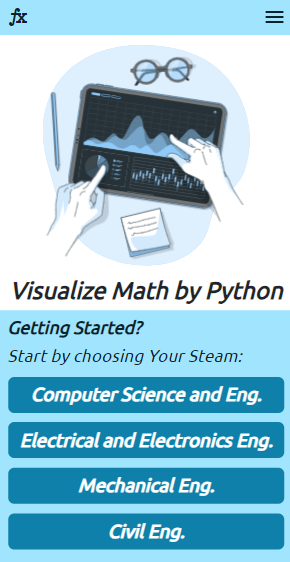 fx
Visualize Math by Python
Getting Started?
Start by choosing Your Steam:
Computer Science and Eng.
Electrical and Electronics Eng.
Mechanical Eng.
Civil Eng.